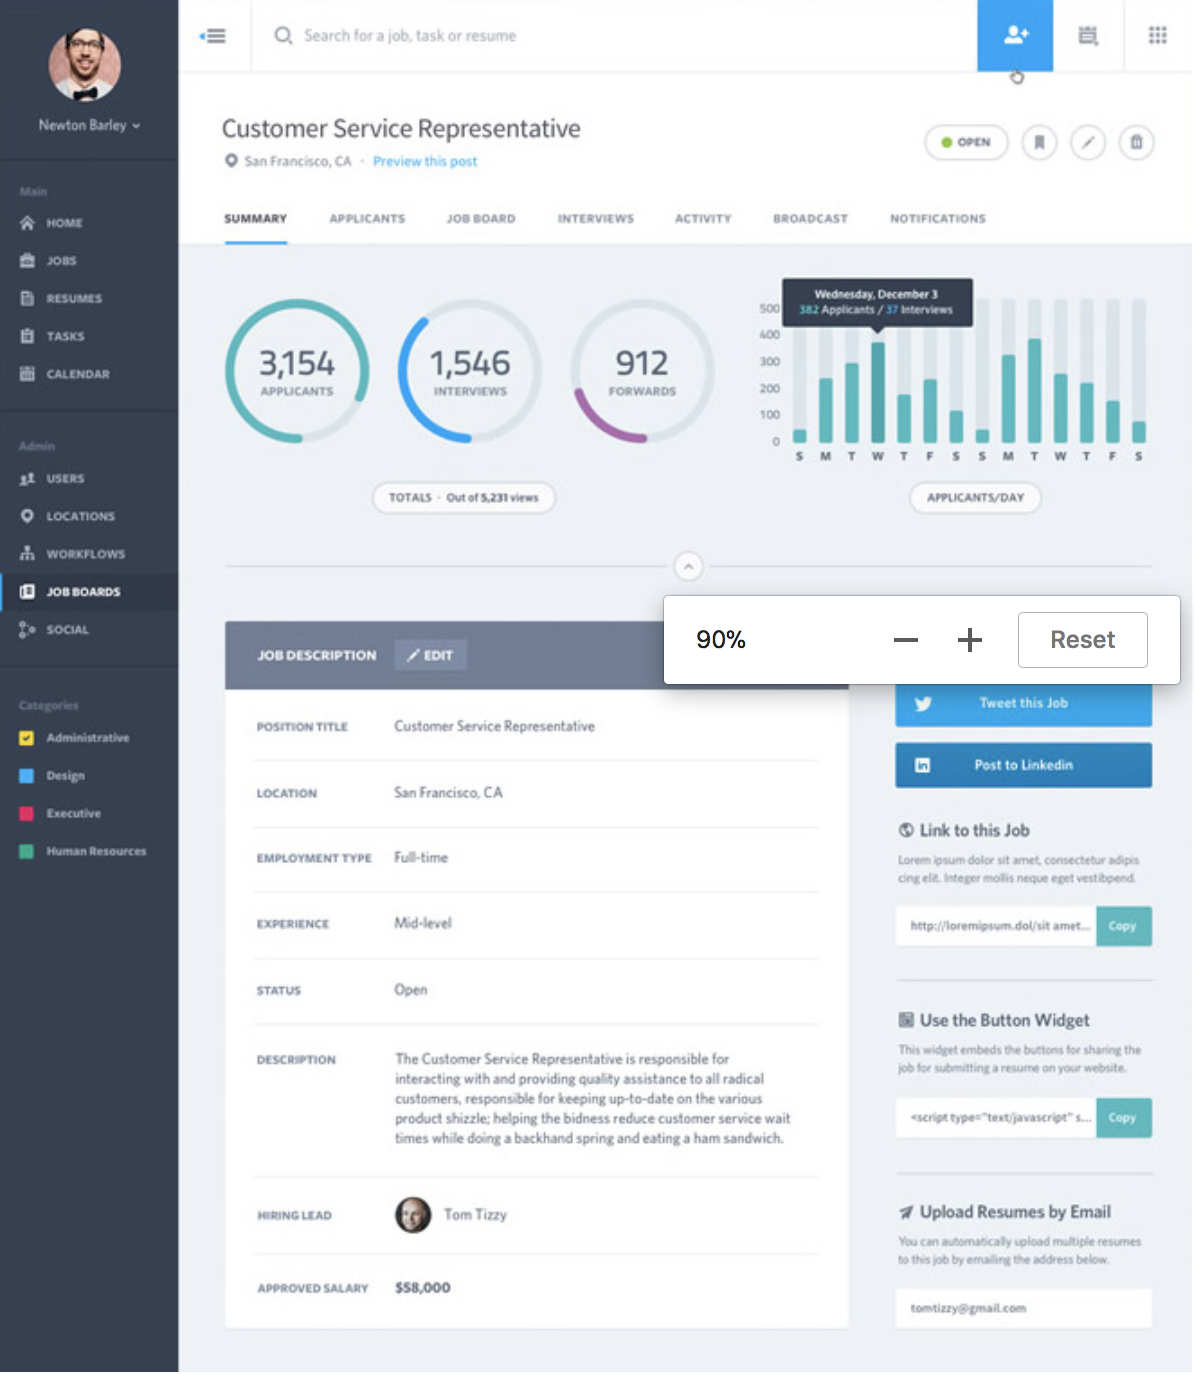 Newton Barley
Main
HOME
JOBS
RESUMES
TASKS
CALENDAR
Admin
USERS
LOCATIONS
WORKFLOWS
JOB BOARDS
SOCIAL
Categories
Administrative
Design
Executive
Human Resources
Search for a job, task or resume
Customer Service Representative
San Francisco, CA · Preview this post
OPEN
SUMMARY APPLICANTS JOB BOARD INTERVIEWS ACTIVITY BROADCAST NOTIFICATIONS
3,154
APPLICANTS
1,546
INTERVIEWS
912
FORWARDS
TOTALS · Out of 5,231 views
Wednesday, December 3
382 Applicants / 37 Interviews
500
400
300
200
100
0
S M T W T F S S M T W T F S
APPLICANTS/DAY
90% − + Reset
JOB DESCRIPTION EDIT
POSITION TITLE Customer Service Representative
LOCATION San Francisco, CA
EMPLOYMENT TYPE Full-time
EXPERIENCE Mid-level
STATUS Open
DESCRIPTION The Customer Service Representative is responsible for
interacting with and providing quality assistance to all radical
customers, responsible for keeping up-to-date on the various
product shizzle; helping the bidness reduce customer service wait
times while doing a backhand spring and eating a ham sandwich.
HIRING LEAD Tom Tizzy
APPROVED SALARY $58,000
Tweet this Job
Post to Linkedin
Link to this Job
Lorem ipsum dolor sit amet, consectetur adipis
cing elit. Integer mollis neque eget vestibpend.
http://loremipsum.dol/sit amet... Copy
Use the Button Widget
This widget embeds the buttons for sharing the
job for submitting a resume on your website.
<script type="text/javascript" s... Copy
Upload Resumes by Email
You can automatically upload multiple resumes
to this job by emailing the address below.
tomtizzy@gmail.com